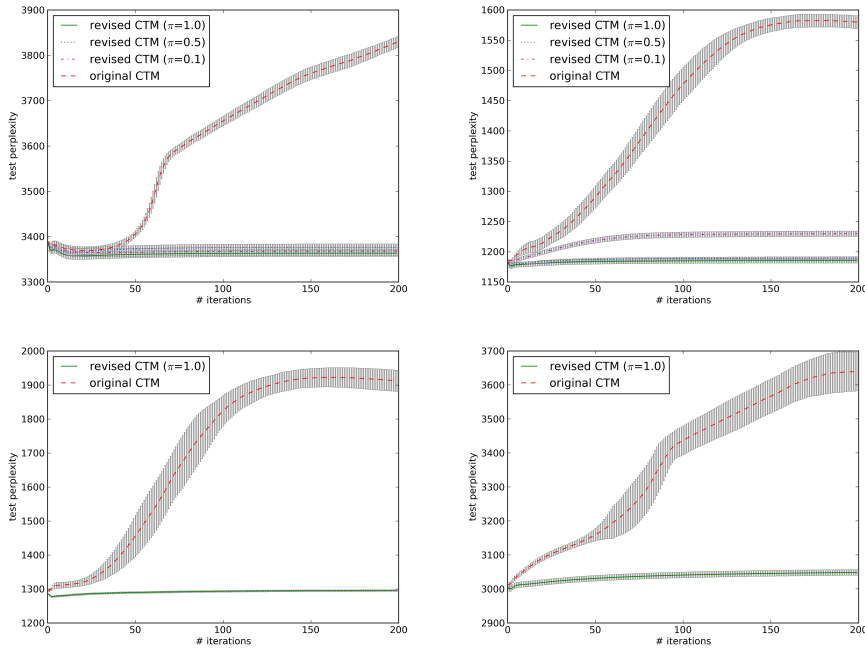 3900
3800
3700
3600
3500
3400
3300
test perplexity
revised CTM (π=1.0)
revised CTM (π=0.5)
revised CTM (π=0.1)
original CTM
0 50 100 150 200
# iterations
1600
1550
1500
1450
1400
1350
1300
1250
1200
1150
test perplexity
revised CTM (π=1.0)
revised CTM (π=0.5)
revised CTM (π=0.1)
original CTM
0 50 100 150 200
# iterations
2000
1900
1800
1700
1600
1500
1400
1300
1200
test perplexity
revised CTM (π=1.0)
original CTM
0 50 100 150 200
# iterations
3700
3600
3500
3400
3300
3200
3100
3000
2900
test perplexity
revised CTM (π=1.0)
original CTM
0 50 100 150 200
# iterations